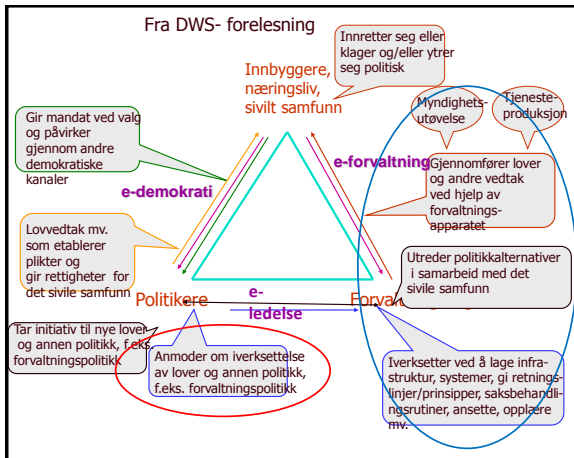 Fra DWS- forelesning
Innretter seg eller
klager og/eller ytrer
seg politisk
Innbyggere,
næringsliv,
sivilt samfunn
Myndighets-
utøvelse
Tjeneste-
produksjon
Gir mandat ved valg
og påvirker
gjennom andre
demokratiske
kanaler
e-demokrati
e-forvaltning
Gjennomfører lover
og andre vedtak
ved hjelp av
forvaltnings-
apparatet
Lovvedtak mv.
som etablerer
plikter og
gir rettigheter for
det sivile samfunn
Utreder politikkalternativer
i samarbeid med det
sivile samfunn
Politikere
e-
ledelse
Tar initiativ til nye lover
og annen politikk, f.eks.
forvaltningspolitikk
Anmoder om iverksettelse
av lover og annen politikk,
f.eks. forvaltningspolitikk
Iverksetter ved å lage infra-
struktur, systemer, gi retnings-
linjer/prinsipper, saksbehandl-
ingsrutiner, ansette, opplære
mv.